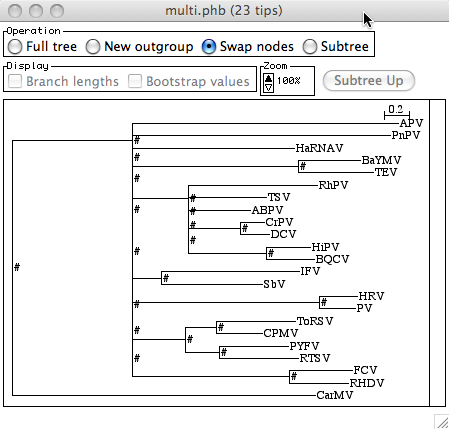 multi.phb (23 tips)
Operation
Full tree New outgroup Swap nodes Subtree
Display
Branch lengths Bootstrap values
Zoom
100%
Subtree Up
0.2
APV
PnPV
#
HaRNAV
#
BaYMV
#
TEV
#
RhPV
#
TSV
#
ABPV
#
CrPV
#
#
DCV
#
HiPV
#
#
BQCV
#
IFV
#
SbV
HRV
#
#
PV
ToRSV
#
#
CPMV
#
PYFV
#
#
RTSV
FCV
#
RHDV
CarMV